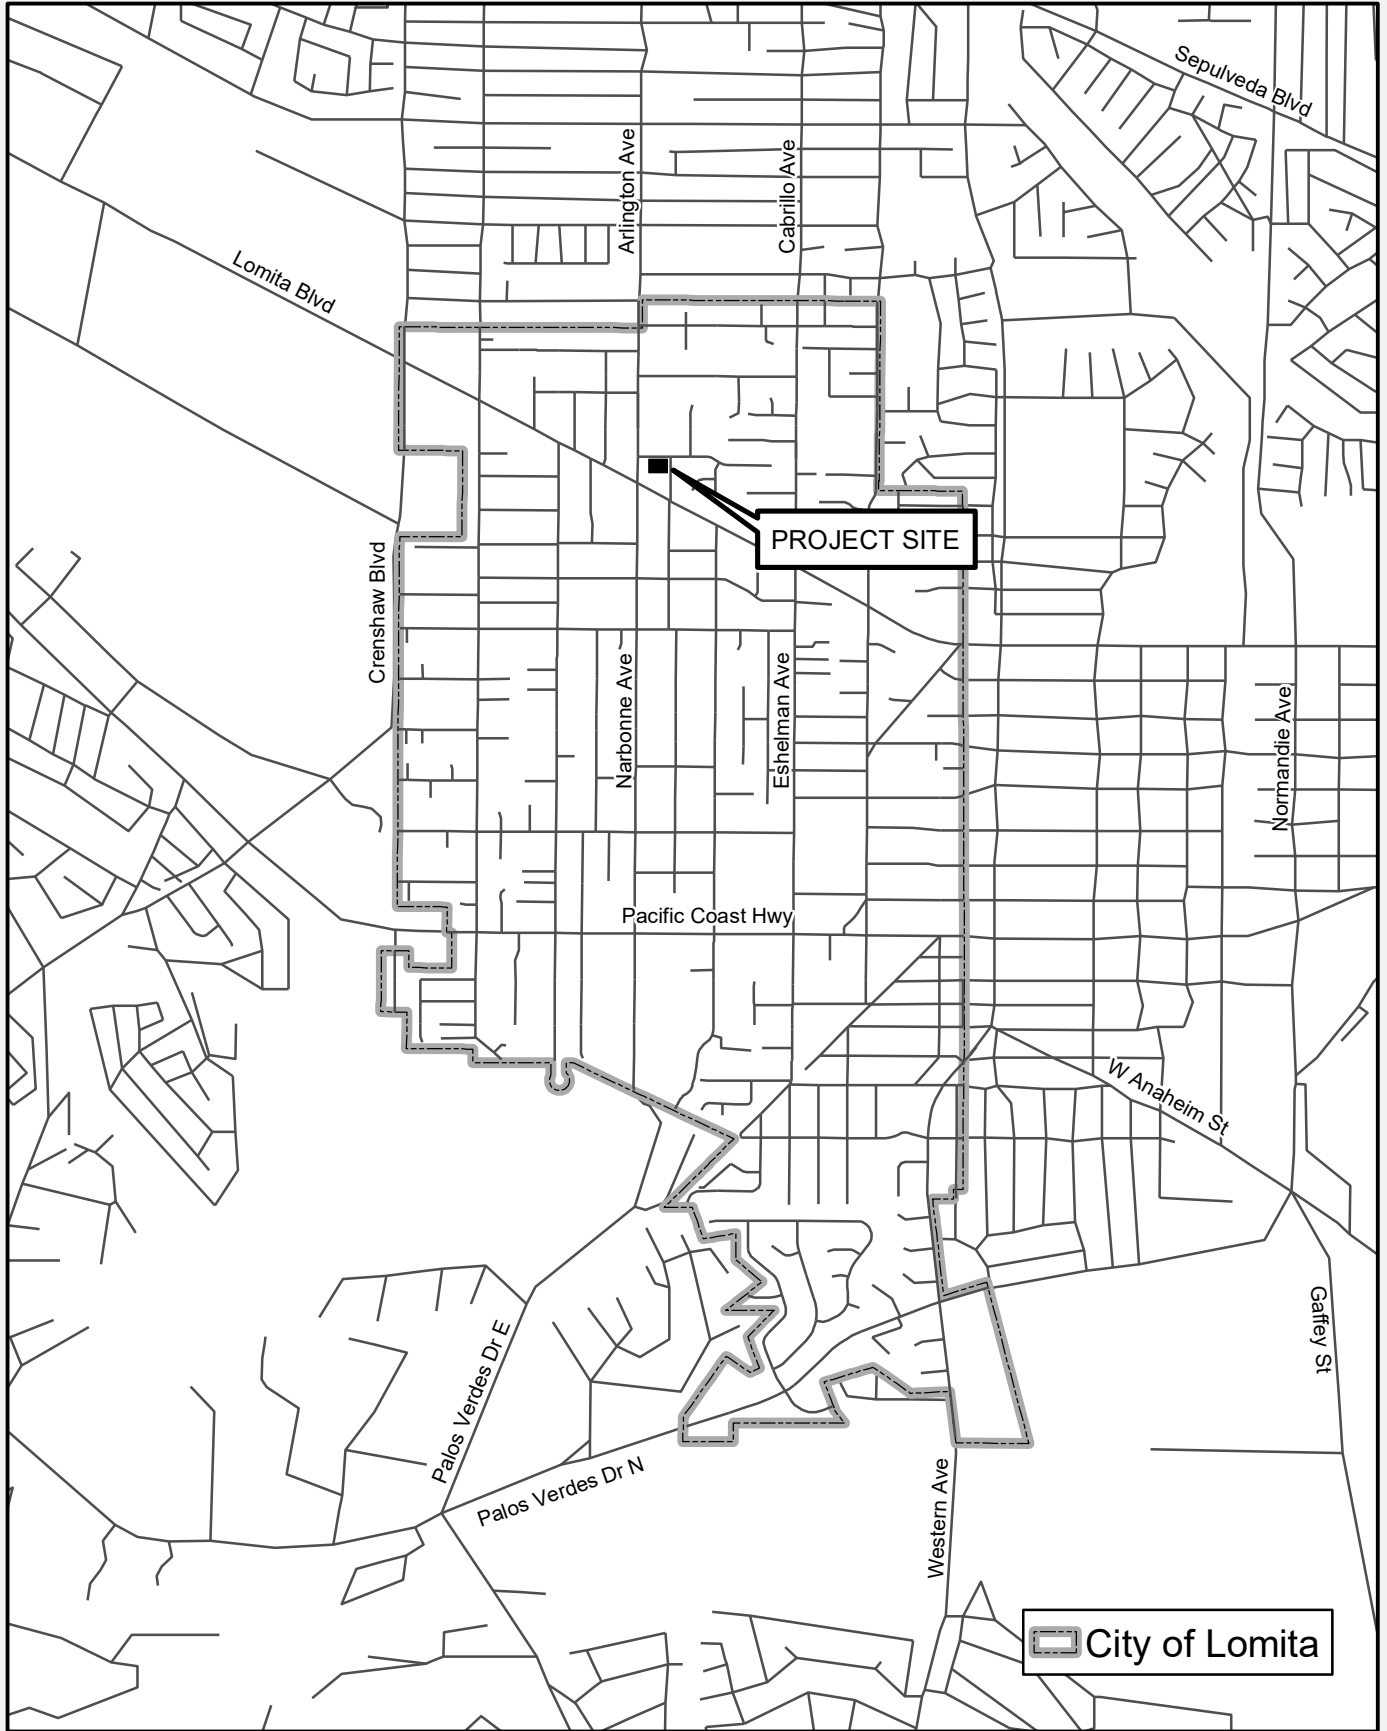 Sepulveda Blvd
Arlington Ave
Cabrillo Ave
Lomita Blvd
PROJECT SITE
Crenshaw Blvd
Narbonne Ave
Eshelman Ave
Normandie Ave
Pacific Coast Hwy
W Anaheim St
Gaffey St
Palos Verdes Dr E
Palos Verdes Dr N
Western Ave
City of Lomita